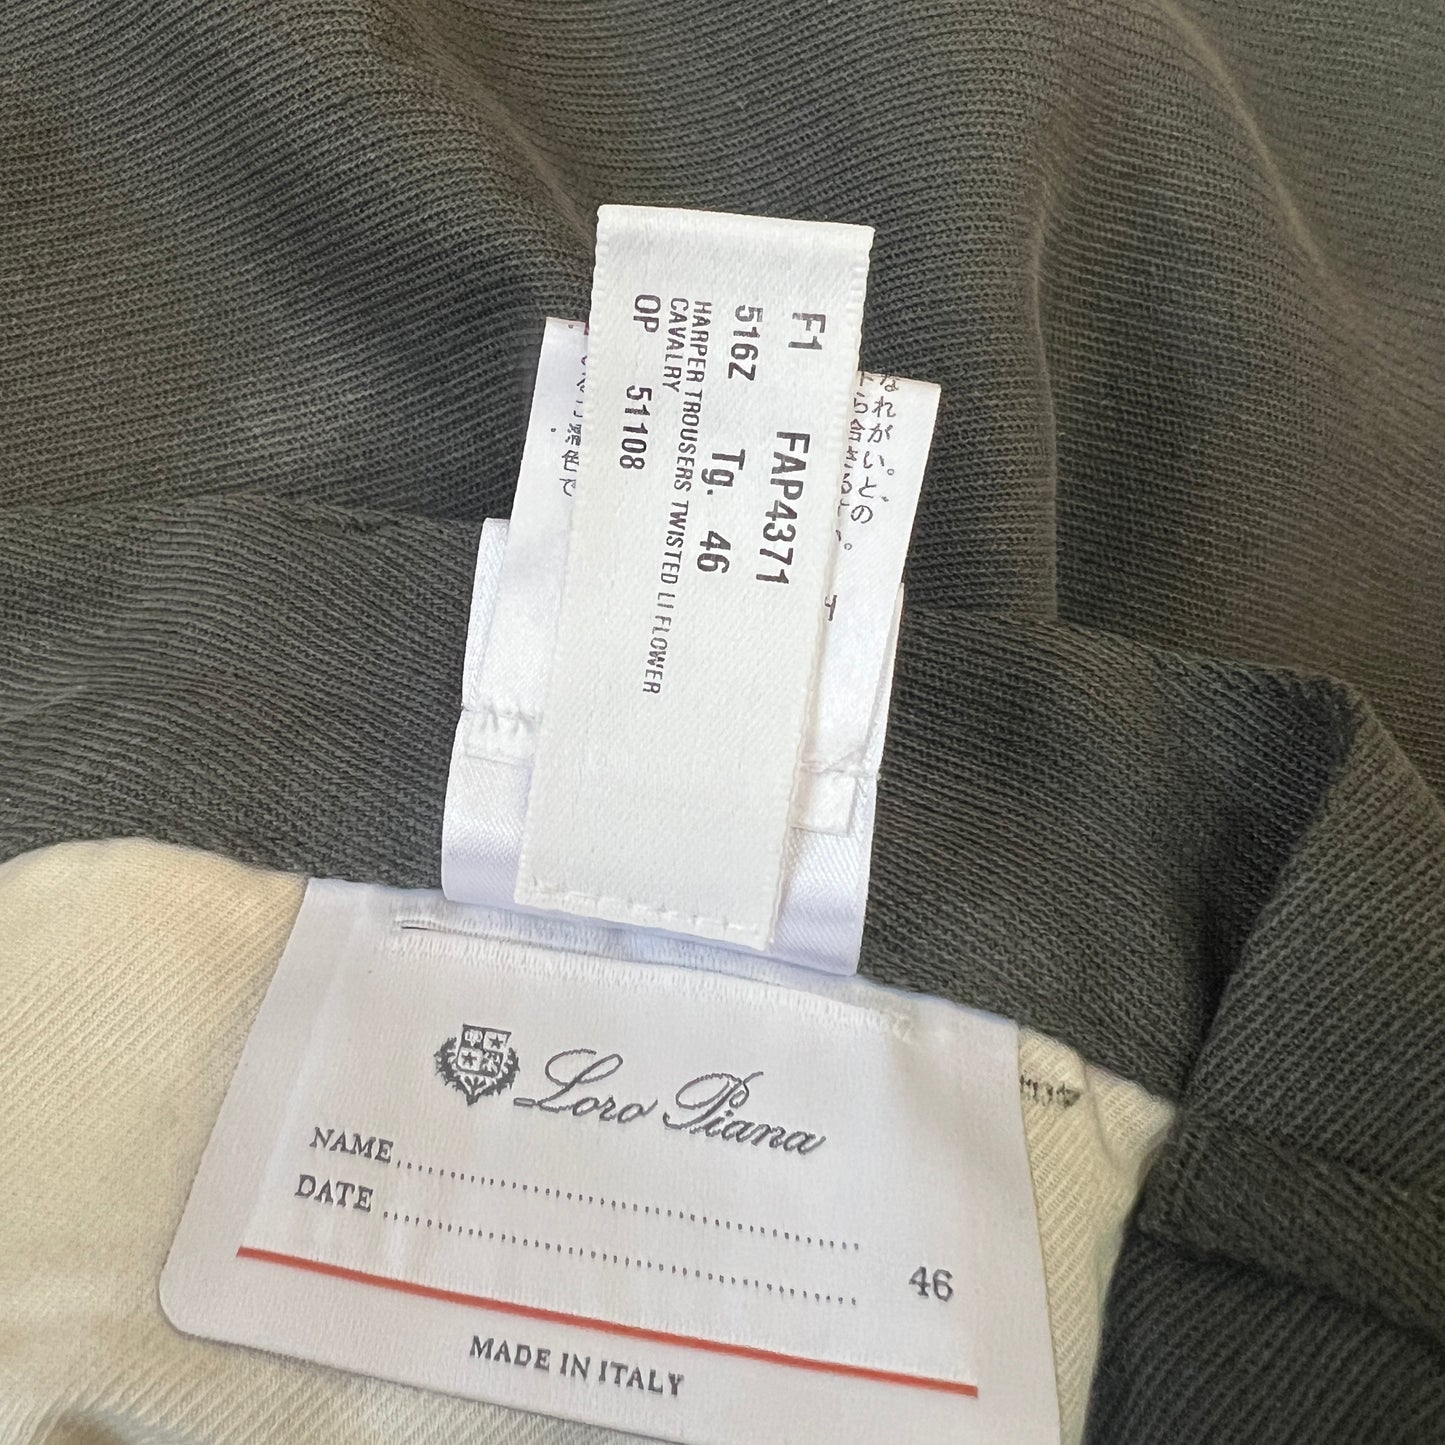 F1 FAP4371
516Z Tg. 46
HARPER TROUSERS TWISTED LI FLOWER
CAVALRY
OP 51108
Loro Piana
NAME
DATE
46
MADE IN ITALY